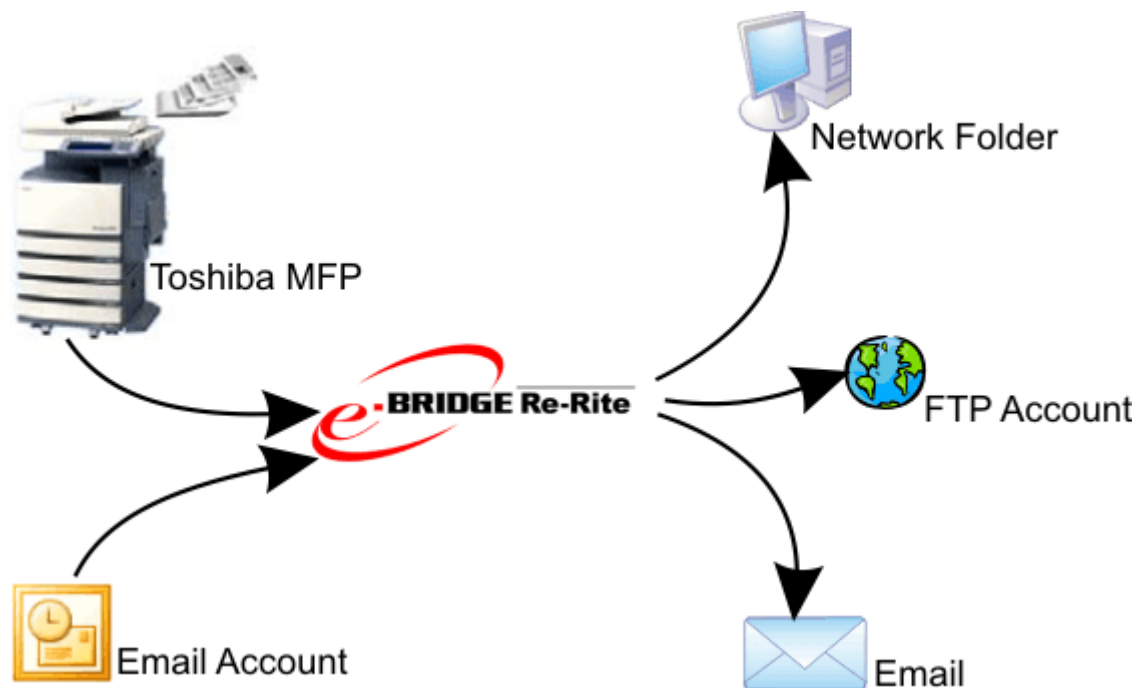 Network Folder
Toshiba MFP
e-BRIDGE Re-Rite
FTP Account
Email Account
Email